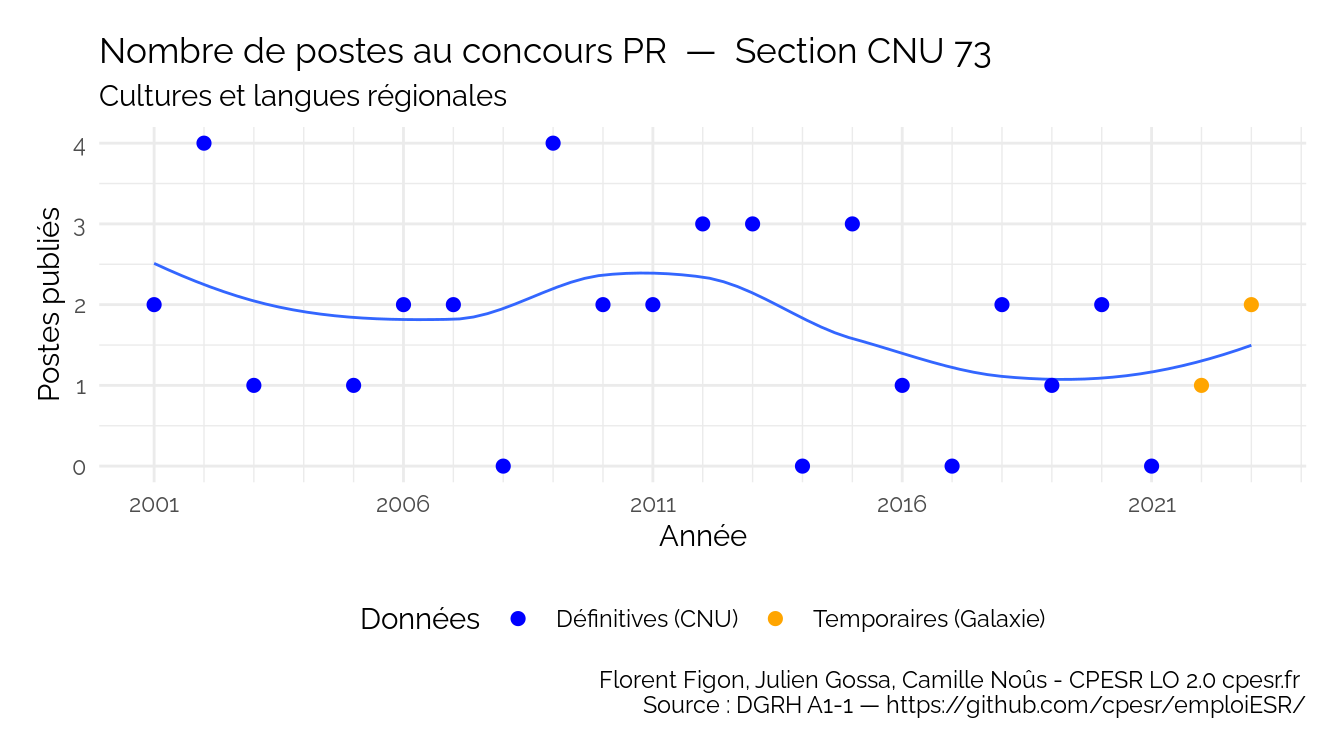 Nombre de postes au concours PR — Section CNU 73
Cultures et langues régionales
Postes publiés
4
3
2
1
0
2001 2006 2011 2016 2021
Année
Données Définitives (CNU) Temporaires (Galaxie)
Florent Figon, Julien Gossa, Camille Noûs - CPESR LO 2.0 cpesr.fr
Source : DGRH A1-1 — https://github.com/cpesr/emploiESR/